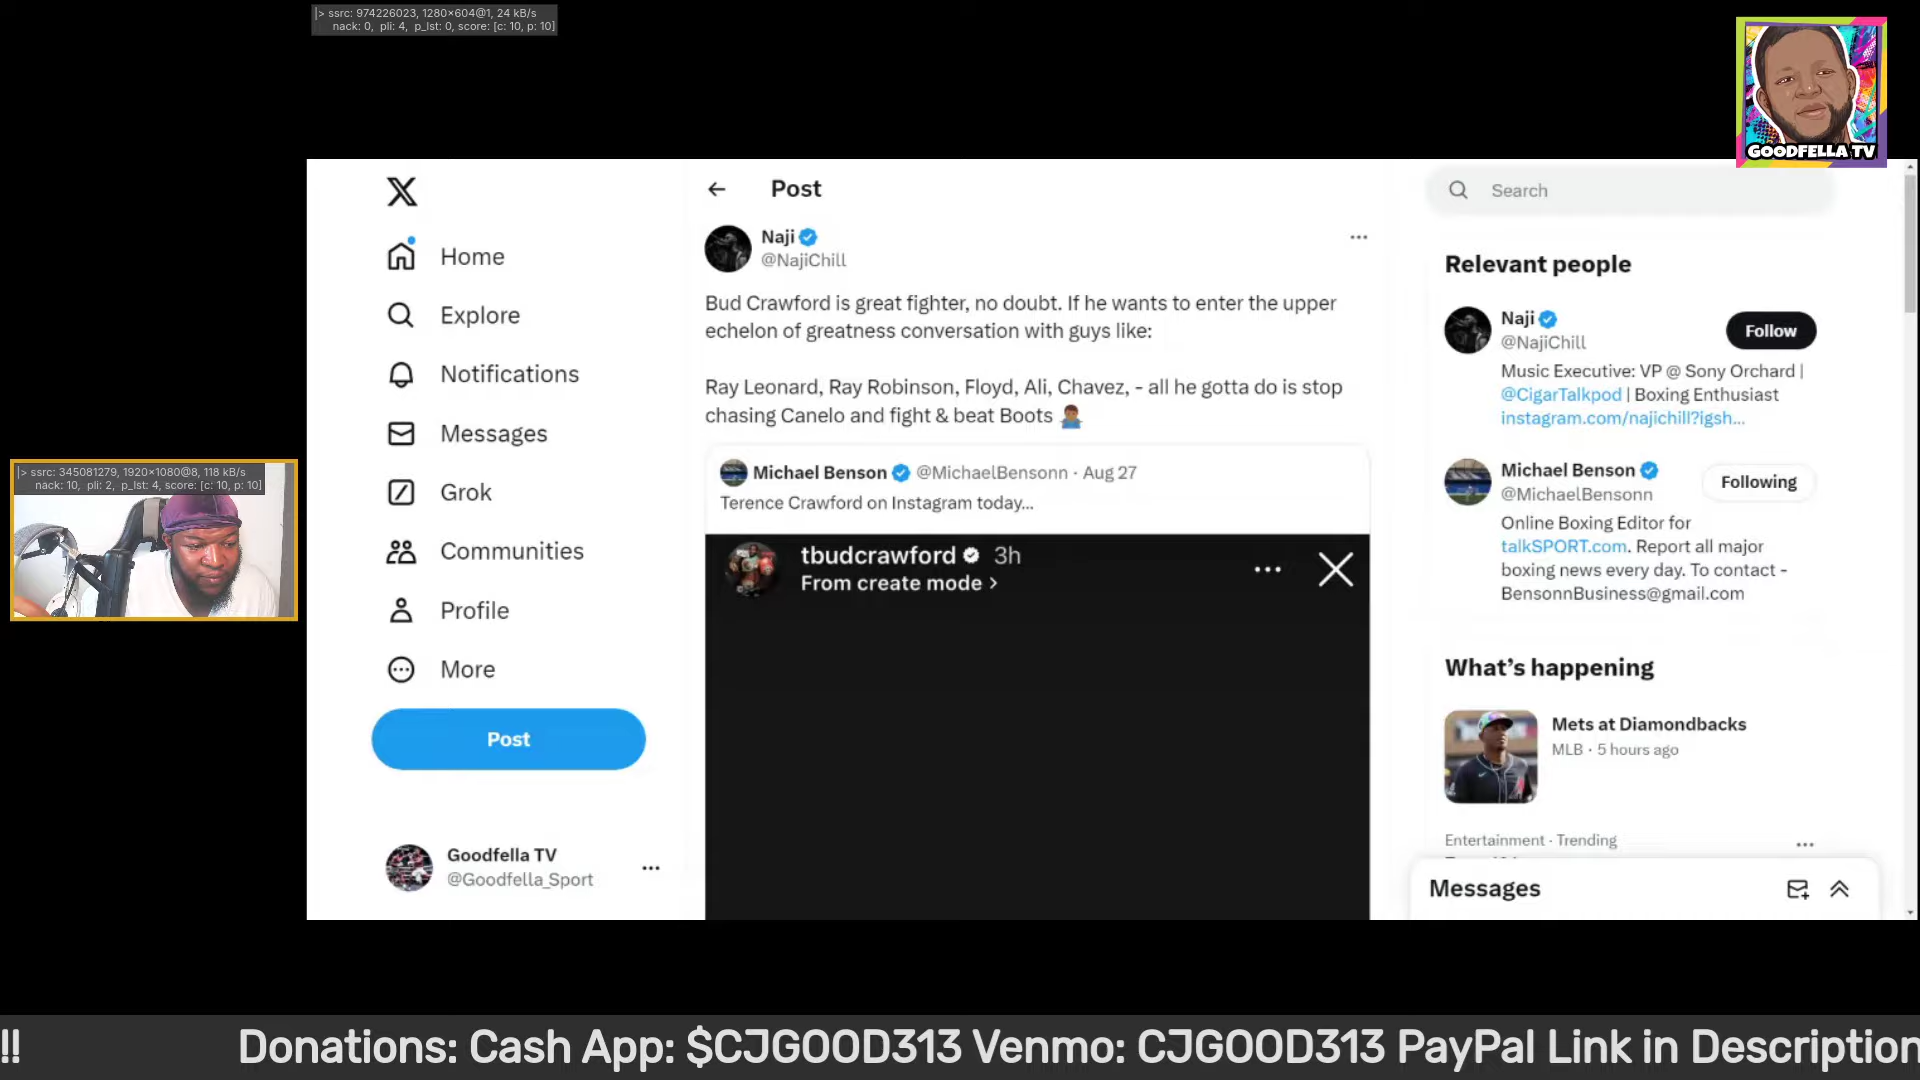 |> ssrc: 974226023, 1280×604@1, 24 kB/s
nack: 0, pli: 4, p_lst: 0, score: [c: 10, p: 10]
GOODFELLA TV
Home
Explore
Notifications
Messages
Grok
Communities
Profile
More
Post
Goodfella TV
@Goodfella_Sport
|> ssrc: 345081279, 1920×1080@8, 118 kB/s
nack: 10, pli: 2, p_lst: 4, score: [c: 10, p: 10]
Post
Naji
@NajiChill
Bud Crawford is great fighter, no doubt. If he wants to enter the upper
echelon of greatness conversation with guys like:
Ray Leonard, Ray Robinson, Floyd, Ali, Chavez, - all he gotta do is stop
chasing Canelo and fight & beat Boots 🤷🏾‍♂️
Michael Benson @MichaelBensonn · Aug 27
Terence Crawford on Instagram today...
tbudcrawford 3h
From create mode >
Search
Relevant people
Naji
@NajiChill
Follow
Music Executive: VP @ Sony Orchard |
@CigarTalkpod | Boxing Enthusiast
instagram.com/najichill?igsh...
Michael Benson
@MichaelBensonn
Following
Online Boxing Editor for
talkSPORT.com. Report all major
boxing news every day. To contact -
BensonnBusiness@gmail.com
What's happening
Mets at Diamondbacks
MLB · 5 hours ago
Entertainment · Trending
Messages
!! Donations: Cash App: $CJGOOD313 Venmo: CJGOOD313 PayPal Link in Description